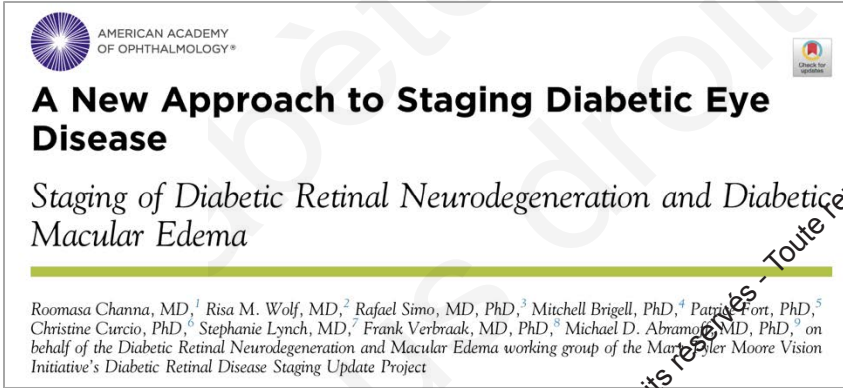 AMERICAN ACADEMY
OF OPHTHALMOLOGY®
Check for
updates
A New Approach to Staging Diabetic Eye
Disease
Staging of Diabetic Retinal Neurodegeneration and Diabetic
Macular Edema
Roomasa Channa, MD,1 Risa M. Wolf, MD,2 Rafael Simo, MD, PhD,3 Mitchell Brigell, PhD,4 Patrice Fort, PhD,5
Christine Curcio, PhD,6 Stephanie Lynch, MD,7 Frank Verbraak, MD, PhD,8 Michael D. Abramoff, MD, PhD,9 on
behalf of the Diabetic Retinal Neurodegeneration and Macular Edema working group of the Mary Tyler Moore Vision
Initiative's Diabetic Retinal Disease Staging Update Project
réservés - Toute